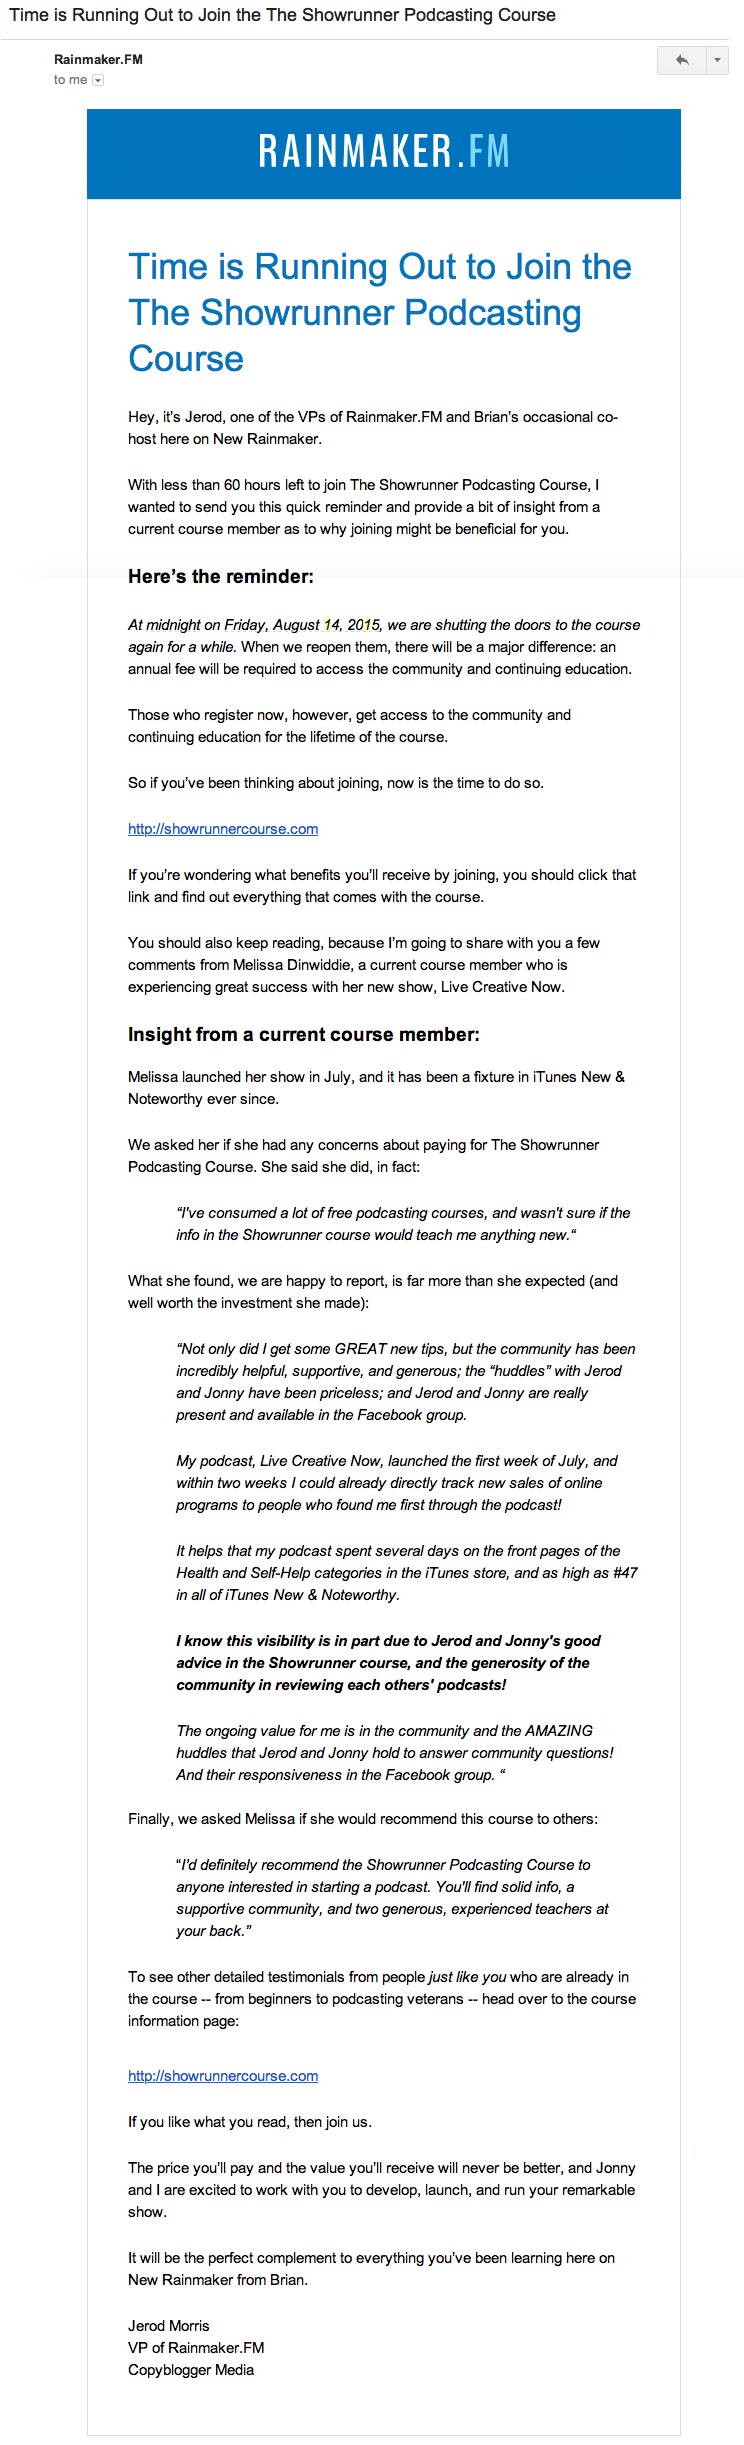 Time is Running Out to Join the The Showrunner Podcasting Course
Rainmaker.FM
to me
RAINMAKER.FM
Time is Running Out to Join the
The Showrunner Podcasting
Course
Hey, it’s Jerod, one of the VPs of Rainmaker.FM and Brian’s occasional co-
host here on New Rainmaker.
With less than 60 hours left to join The Showrunner Podcasting Course, I
wanted to send you this quick reminder and provide a bit of insight from a
current course member as to why joining might be beneficial for you.
Here’s the reminder:
At midnight on Friday, August 14, 2015, we are shutting the doors to the course
again for a while. When we reopen them, there will be a major difference: an
annual fee will be required to access the community and continuing education.
Those who register now, however, get access to the community and
continuing education for the lifetime of the course.
So if you’ve been thinking about joining, now is the time to do so.
http://showrunnercourse.com
If you’re wondering what benefits you’ll receive by joining, you should click that
link and find out everything that comes with the course.
You should also keep reading, because I’m going to share with you a few
comments from Melissa Dinwiddie, a current course member who is
experiencing great success with her new show, Live Creative Now.
Insight from a current course member:
Melissa launched her show in July, and it has been a fixture in iTunes New &
Noteworthy ever since.
We asked her if she had any concerns about paying for The Showrunner
Podcasting Course. She said she did, in fact:
“I've consumed a lot of free podcasting courses, and wasn't sure if the
info in the Showrunner course would teach me anything new.“
What she found, we are happy to report, is far more than she expected (and
well worth the investment she made):
“Not only did I get some GREAT new tips, but the community has been
incredibly helpful, supportive, and generous; the “huddles” with Jerod
and Jonny have been priceless; and Jerod and Jonny are really
present and available in the Facebook group.
My podcast, Live Creative Now, launched the first week of July, and
within two weeks I could already directly track new sales of online
programs to people who found me first through the podcast!
It helps that my podcast spent several days on the front pages of the
Health and Self-Help categories in the iTunes store, and as high as #47
in all of iTunes New & Noteworthy.
I know this visibility is in part due to Jerod and Jonny's good
advice in the Showrunner course, and the generosity of the
community in reviewing each others' podcasts!
The ongoing value for me is in the community and the AMAZING
huddles that Jerod and Jonny hold to answer community questions!
And their responsiveness in the Facebook group. “
Finally, we asked Melissa if she would recommend this course to others:
“I’d definitely recommend the Showrunner Podcasting Course to
anyone interested in starting a podcast. You'll find solid info, a
supportive community, and two generous, experienced teachers at
your back.”
To see other detailed testimonials from people just like you who are already in
the course -- from beginners to podcasting veterans -- head over to the course
information page:
http://showrunnercourse.com
If you like what you read, then join us.
The price you’ll pay and the value you’ll receive will never be better, and Jonny
and I are excited to work with you to develop, launch, and run your remarkable
show.
It will be the perfect complement to everything you’ve been learning here on
New Rainmaker from Brian.
Jerod Morris
VP of Rainmaker.FM
Copyblogger Media